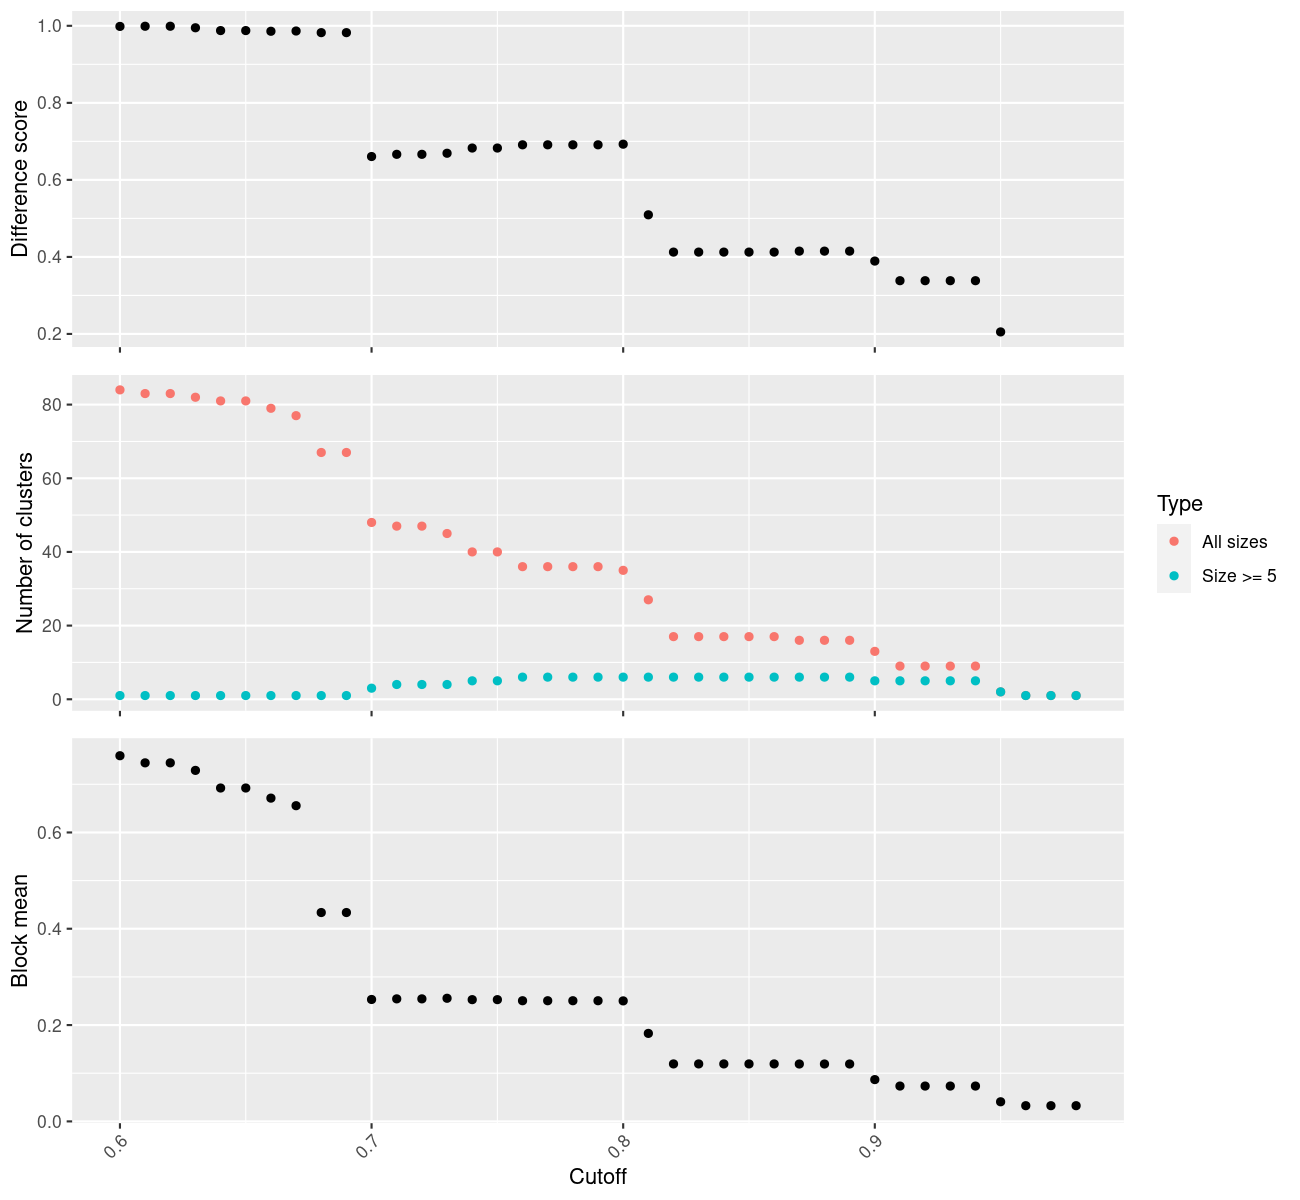 1.0
0.8
0.6
0.4
0.2
Difference score
80
60
40
20
0
Number of clusters
Type
All sizes
Size >= 5
0.6
0.4
0.2
0.0
Block mean
0.6
0.7
0.8
0.9
Cutoff